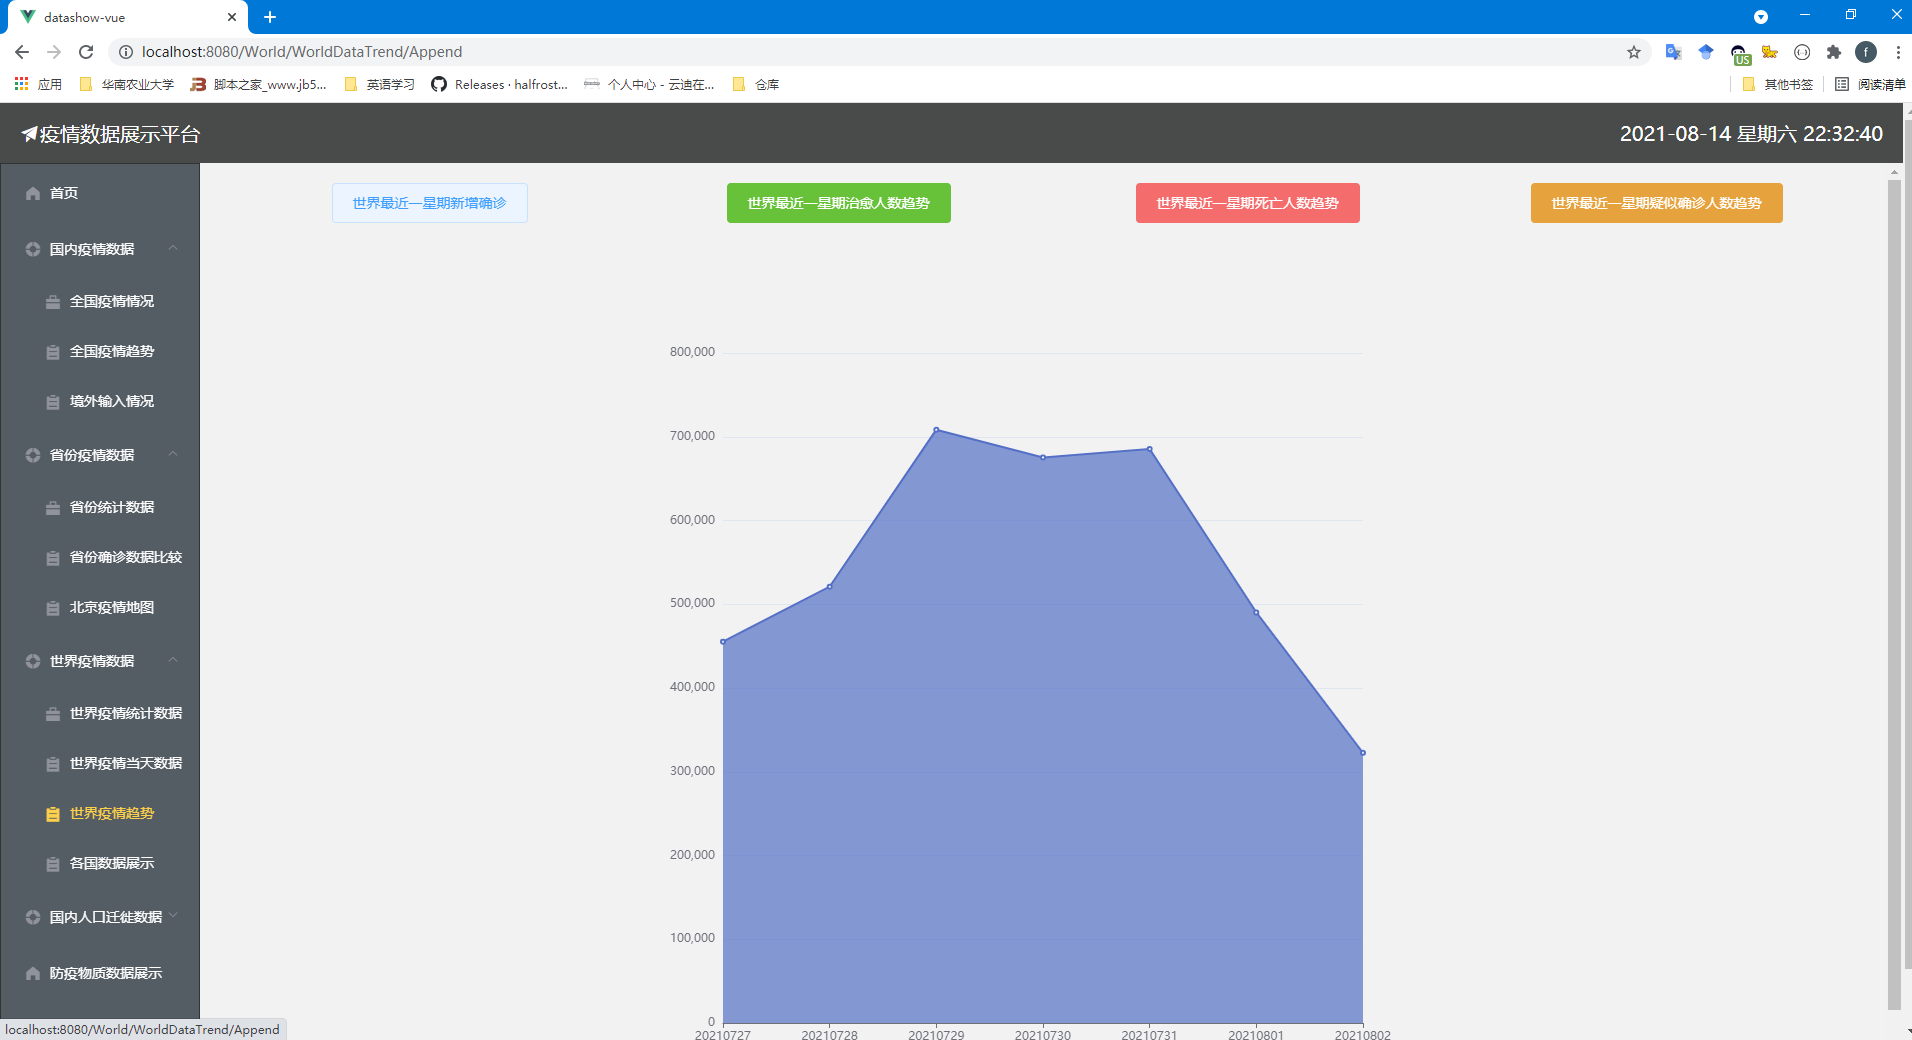 datashow-vue
localhost:8080/World/WorldDataTrend/Append
US
f
应用
华南农业大学
脚本之家_www.jb5...
英语学习
Releases · halfrost...
个人中心 - 云迪在...
仓库
其他书签
阅读清单
疫情数据展示平台
2021-08-14 星期六 22:32:40
首页
国内疫情数据
全国疫情情况
全国疫情趋势
境外输入情况
省份疫情数据
省份统计数据
省份确诊数据比较
北京疫情地图
世界疫情数据
世界疫情统计数据
世界疫情当天数据
世界疫情趋势
各国数据展示
国内人口迁徙数据
防疫物质数据展示
世界最近一星期新增确诊
世界最近一星期治愈人数趋势
世界最近一星期死亡人数趋势
世界最近一星期疑似确诊人数趋势
800,000
700,000
600,000
500,000
400,000
300,000
200,000
100,000
0
20210727
20210728
20210729
20210730
20210731
20210801
20210802
localhost:8080/World/WorldDataTrend/Append